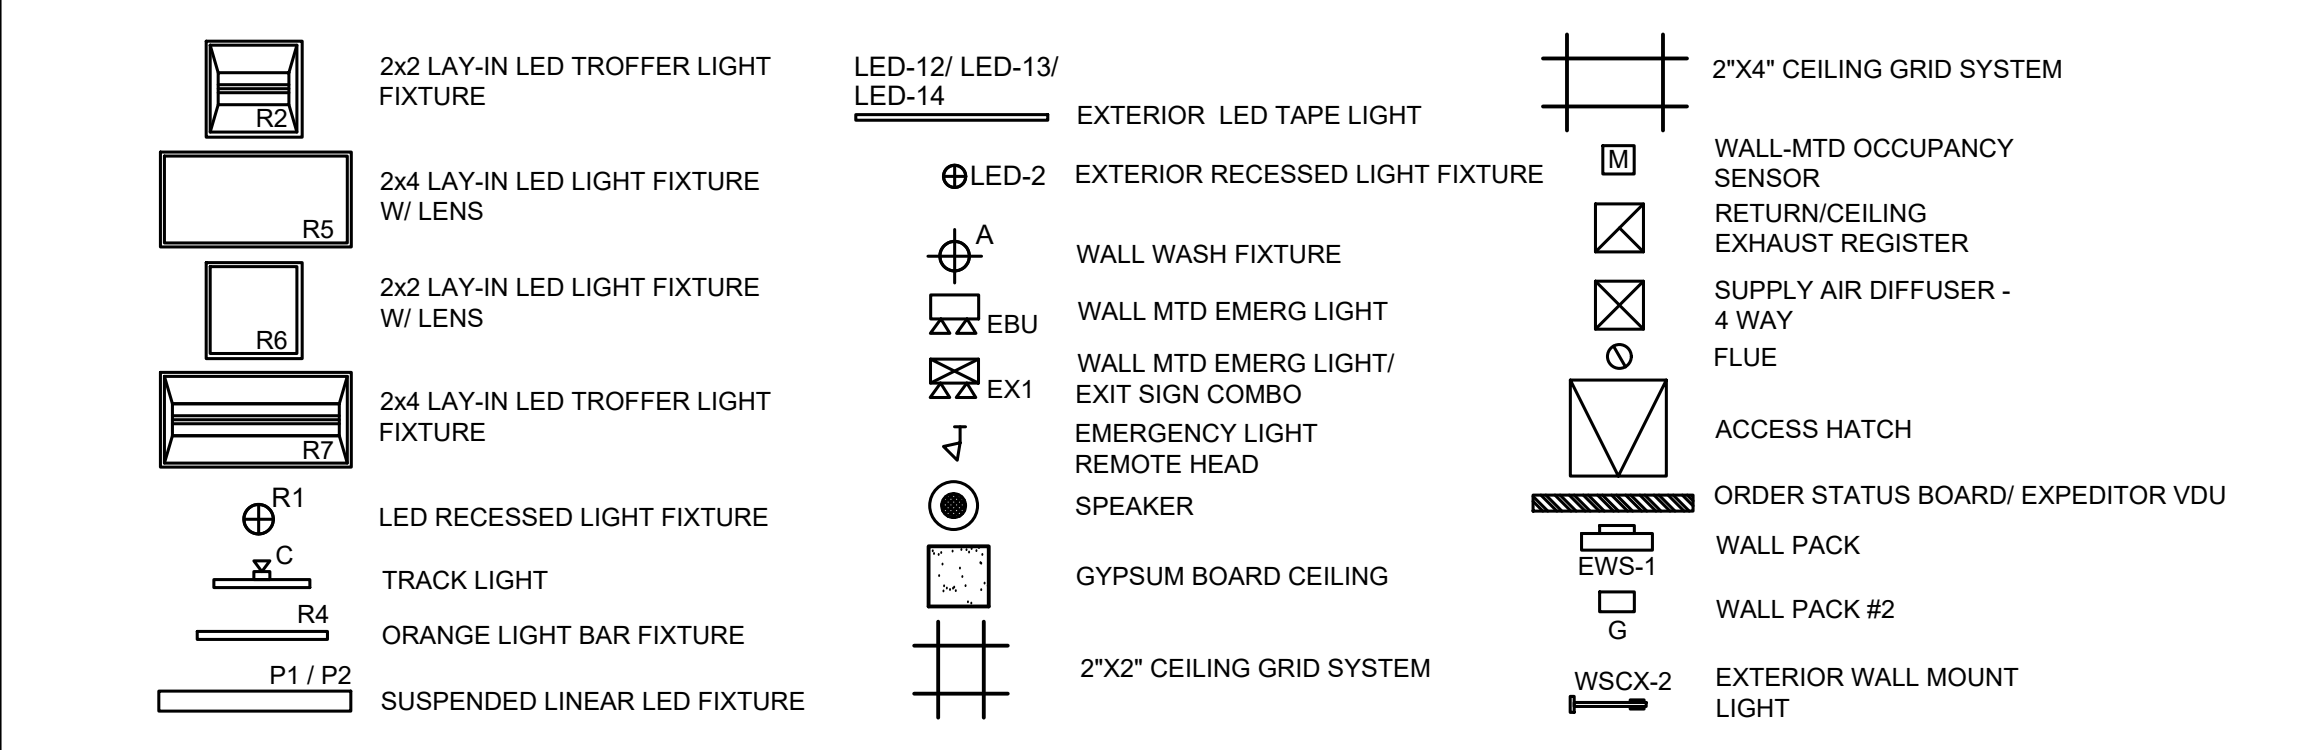 R2
2x2 LAY-IN LED TROFFER LIGHT
FIXTURE
R5
2x4 LAY-IN LED LIGHT FIXTURE
W/ LENS
R6
2x2 LAY-IN LED LIGHT FIXTURE
W/ LENS
R7
2x4 LAY-IN LED TROFFER LIGHT
FIXTURE
R1
LED RECESSED LIGHT FIXTURE
C
TRACK LIGHT
R4
ORANGE LIGHT BAR FIXTURE
P1 / P2
SUSPENDED LINEAR LED FIXTURE
LED-12/ LED-13/
LED-14
EXTERIOR LED TAPE LIGHT
LED-2
EXTERIOR RECESSED LIGHT FIXTURE
A
WALL WASH FIXTURE
EBU
WALL MTD EMERG LIGHT
EX1
WALL MTD EMERG LIGHT/
EXIT SIGN COMBO
EMERGENCY LIGHT
REMOTE HEAD
SPEAKER
GYPSUM BOARD CEILING
2"X2" CEILING GRID SYSTEM
2"X4" CEILING GRID SYSTEM
M
WALL-MTD OCCUPANCY
SENSOR
RETURN/CEILING
EXHAUST REGISTER
SUPPLY AIR DIFFUSER -
4 WAY
FLUE
ACCESS HATCH
ORDER STATUS BOARD/ EXPEDITOR VDU
WALL PACK
EWS-1
WALL PACK #2
G
WSCX-2
EXTERIOR WALL MOUNT
LIGHT